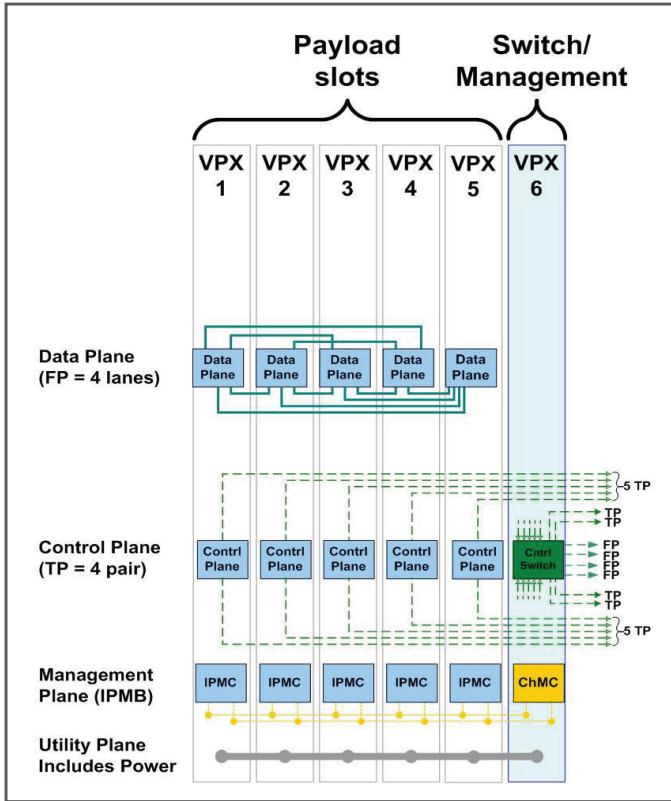 Payload
slots
Switch/
Management
VPX
1
VPX
2
VPX
3
VPX
4
VPX
5
VPX
6
Data Plane
(FP = 4 lanes)
Data
Plane
Data
Plane
Data
Plane
Data
Plane
Data
Plane
5 TP
TP
TP
Control Plane
(TP = 4 pair)
Contrl
Plane
Contrl
Plane
Contrl
Plane
Contrl
Plane
Contrl
Plane
Cntrl
Switch
FP
FP
FP
FP
TP
TP
5 TP
Management
Plane (IPMB)
IPMC
IPMC
IPMC
IPMC
IPMC
ChMC
Utility Plane
Includes Power